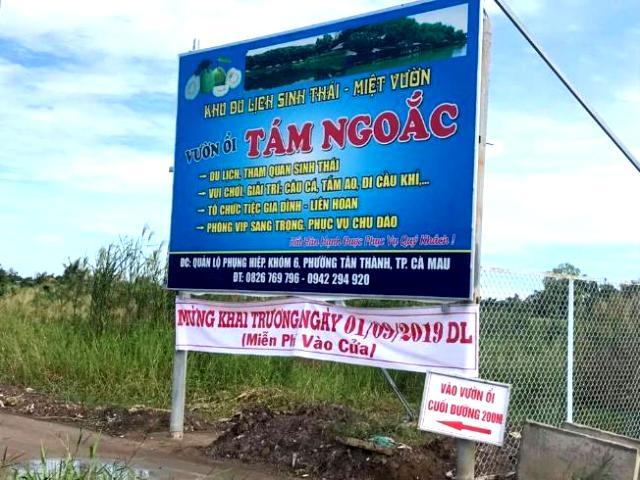 KHU DU LỊCH SINH THÁI - MIỆT VƯỜN
VƯỜN ỔI TÁM NGOẮC
→ DU LỊCH, THAM QUAN SINH THÁI
→ VUI CHƠI, GIẢI TRÍ: CÂU CÁ, TẮM AO, ĐI CẦU KHỈ,...
→ TỔ CHỨC TIỆC GIA ĐÌNH - LIÊN HOAN
→ PHÒNG VIP SANG TRỌNG, PHỤC VỤ CHU ĐÁO
Rất Hân Hạnh Được Phục Vụ Quý Khách !
ĐC: QUẢN LỘ PHỤNG HIỆP, KHÓM 6, PHƯỜNG TÂN THÀNH, TP. CÀ MAU
ĐT: 0826 769 796 - 0942 294 920
MỪNG KHAI TRƯƠNG NGÀY 01/09/2019 DL
(Miễn Phí Vào Cửa)
VÀO VƯỜN ỔI
CUỐI ĐƯỜNG 200M